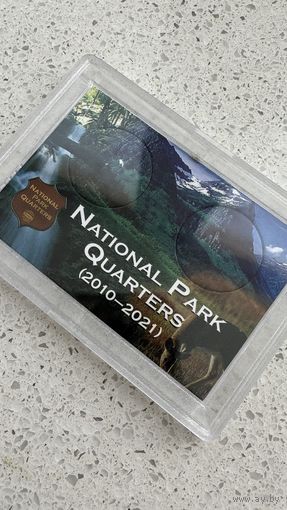 NATIONAL
PARK
QUARTERS
NATIONAL PARK
QUARTERS
(2010–2021)
www.ay.by